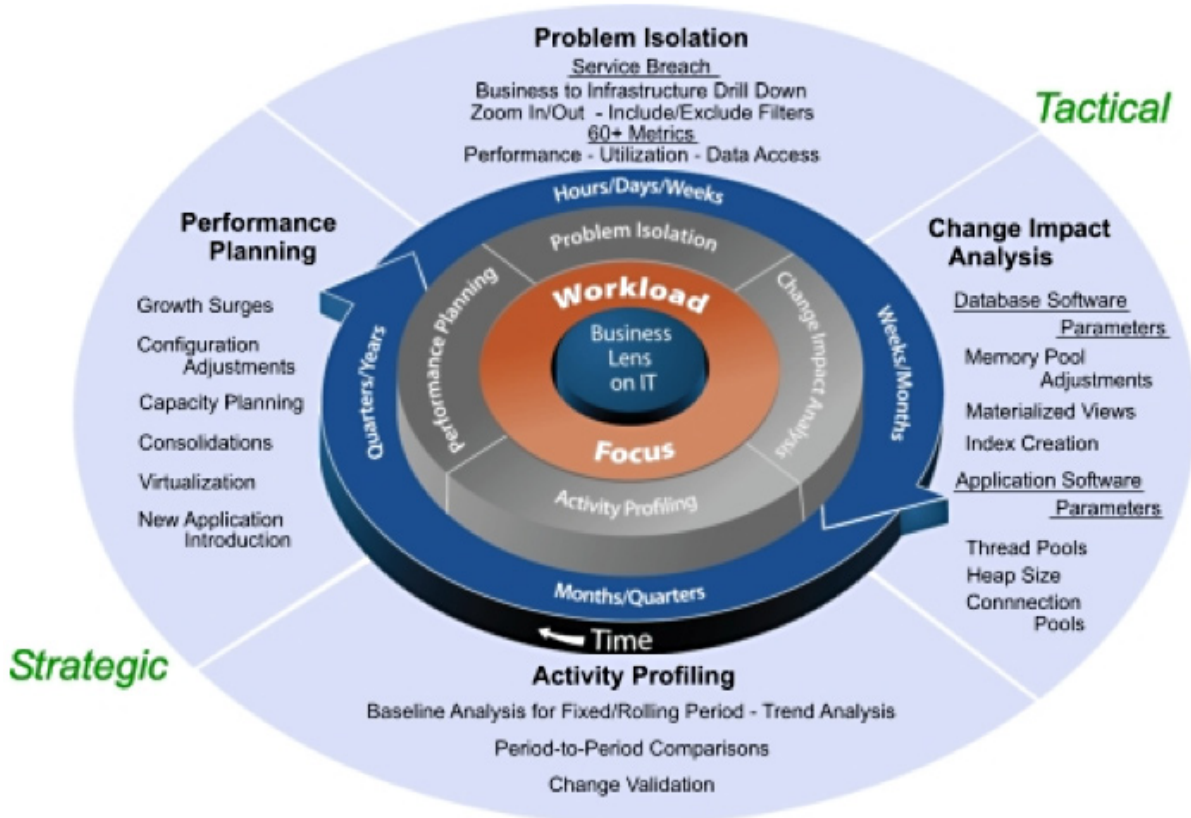 Problem Isolation
Service Breach
Business to Infrastructure Drill Down
Zoom In/Out - Include/Exclude Filters
60+ Metrics
Performance - Utilization - Data Access
Tactical
Performance
Planning
Growth Surges
Configuration
Adjustments
Capacity Planning
Consolidations
Virtualization
New Application
Introduction
Hours/Days/Weeks
Problem Isolation
Workload
Business
Lens
on IT
Focus
Performance Planning
Change Impact Analysis
Activity Profiling
Quarters/Years
Weeks/Months
Months/Quarters
Time
Change Impact
Analysis
Database Software
Parameters
Memory Pool
Adjustments
Materialized Views
Index Creation
Application Software
Parameters
Thread Pools
Heap Size
Connnection
Pools
Strategic
Activity Profiling
Baseline Analysis for Fixed/Rolling Period - Trend Analysis
Period-to-Period Comparisons
Change Validation